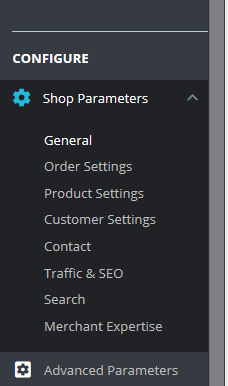 CONFIGURE
Shop Parameters
General
Order Settings
Product Settings
Customer Settings
Contact
Traffic & SEO
Search
Merchant Expertise
Advanced Parameters